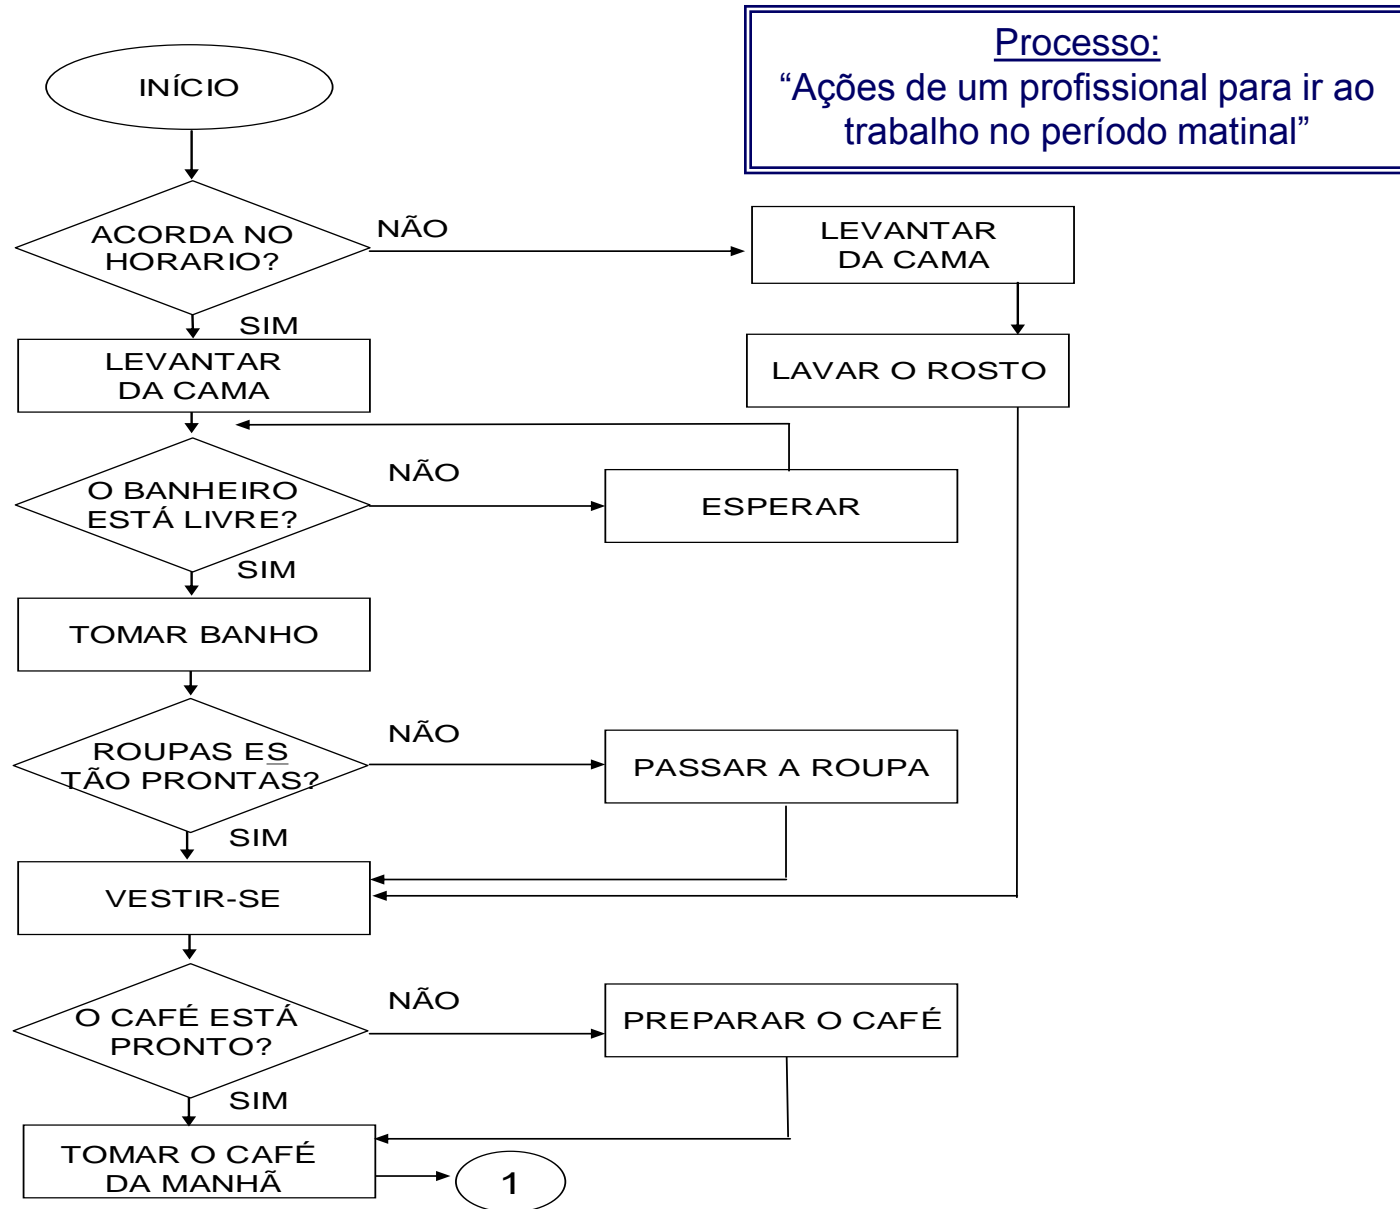 Processo:
“Ações de um profissional para ir ao
trabalho no período matinal”
INÍCIO
ACORDA NO
HORARIO?
NÃO
LEVANTAR
DA CAMA
SIM
LEVANTAR
DA CAMA
LAVAR O ROSTO
O BANHEIRO
ESTÁ LIVRE?
NÃO
ESPERAR
SIM
TOMAR BANHO
ROUPAS ES
TÃO PRONTAS?
NÃO
PASSAR A ROUPA
SIM
VESTIR-SE
O CAFÉ ESTÁ
PRONTO?
NÃO
PREPARAR O CAFÉ
SIM
TOMAR O CAFÉ
DA MANHÃ
1